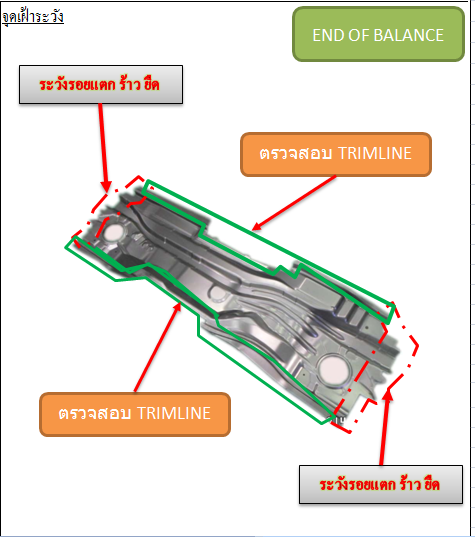 จุดเฝ้าระวัง
END OF BALANCE
ระวังรอยแตก ร้าว ยืด
ตรวจสอบ TRIMLINE
ตรวจสอบ TRIMLINE
ระวังรอยแตก ร้าว ยืด